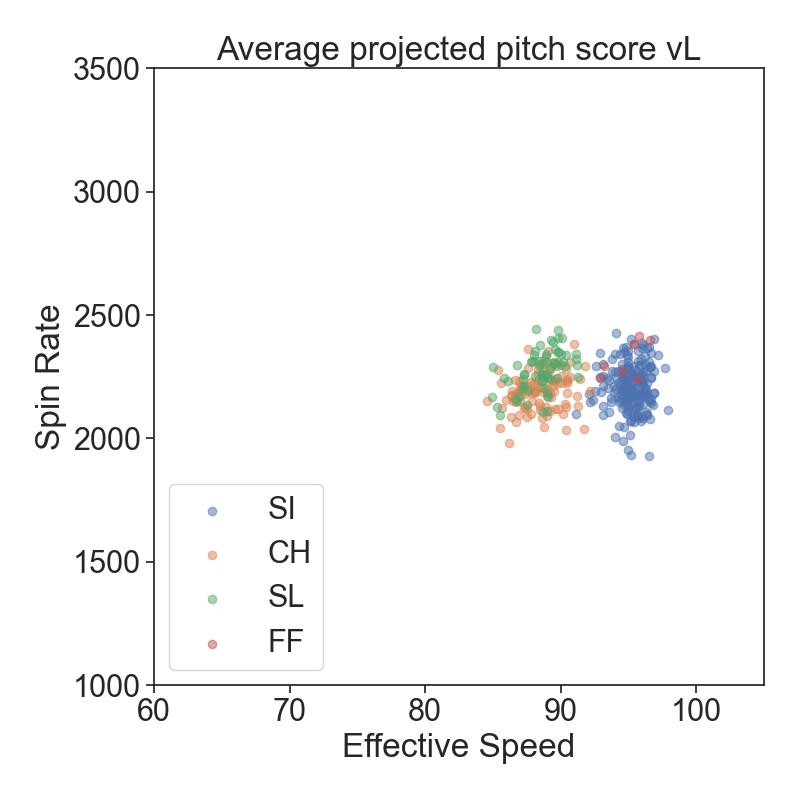 Average projected pitch score vL
3500
3000
2500
2000
1500
1000
Spin Rate
SI
CH
SL
FF
60 70 80 90 100
Effective Speed